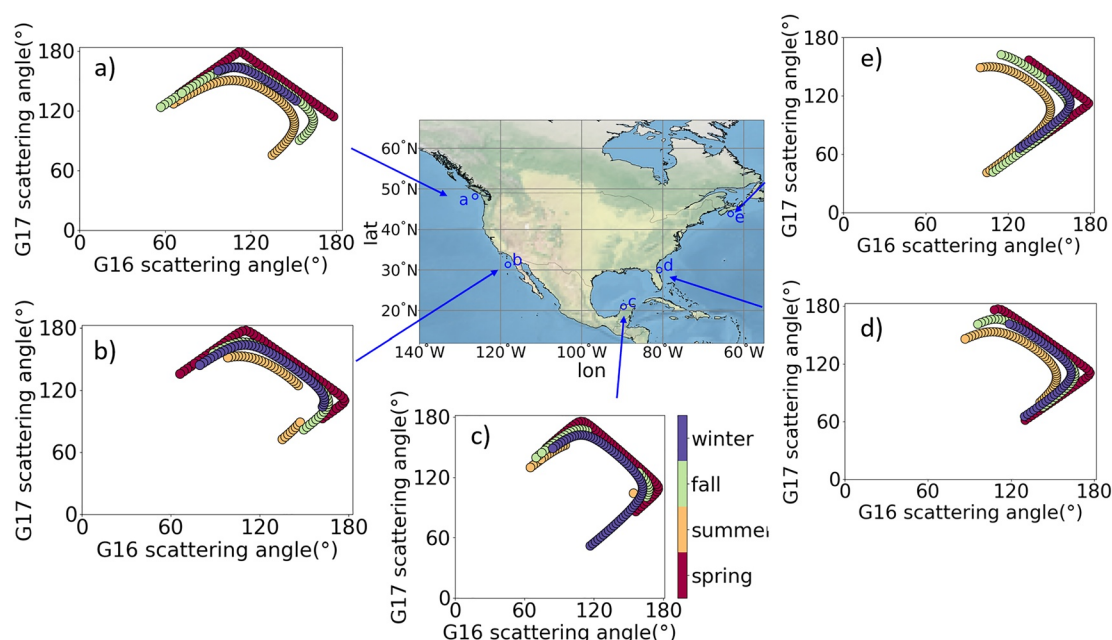 a)
G17 scattering angle(°)
180
120
60
0
0
60
120
180
G16 scattering angle(°)
e)
G17 scattering angle(°)
180
120
60
0
0
60
120
180
G16 scattering angle(°)
60°N
50°N
40°N
30°N
20°N
lat
140°W
120°W
100°W
80°W
60°W
lon
a
b
c
d
e
b)
G17 scattering angle(°)
180
120
60
0
0
60
120
180
G16 scattering angle(°)
c)
G17 scattering angle(°)
180
120
60
0
0
60
120
180
G16 scattering angle(°)
winter
fall
summer
spring
d)
G17 scattering angle(°)
180
120
60
0
0
60
120
180
G16 scattering angle(°)